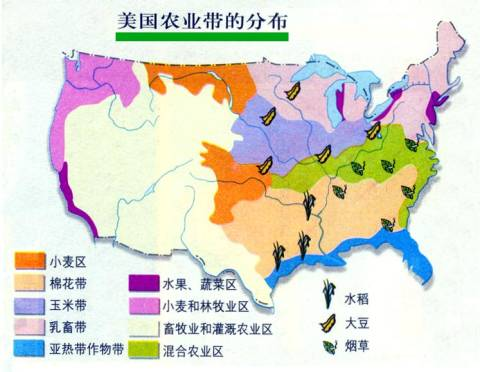 美国农业带的分布
小麦区
棉花带
玉米带
乳畜带
亚热带作物带
水果、蔬菜区
小麦和林牧业区
畜牧业和灌溉农业区
混合农业区
水稻
大豆
烟草